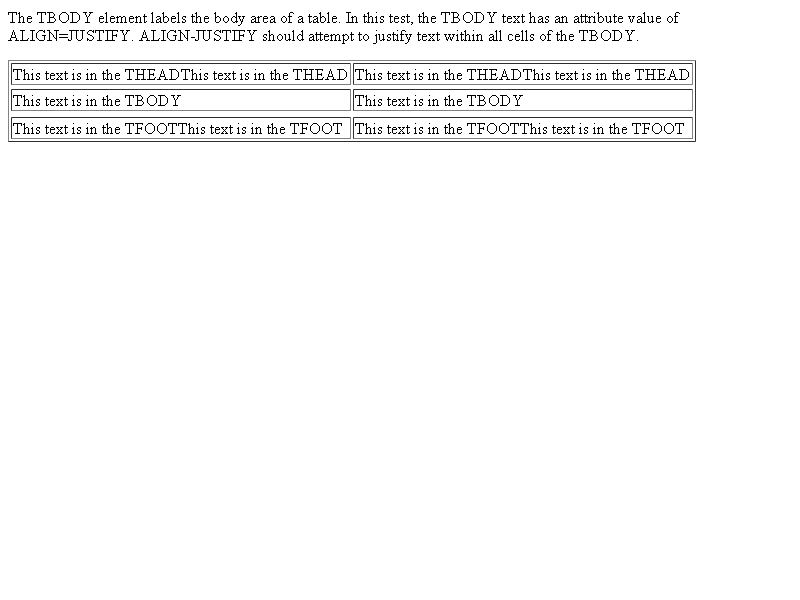 The TBODY element labels the body area of a table. In this test, the TBODY text has an attribute value of
ALIGN=JUSTIFY. ALIGN-JUSTIFY should attempt to justify text within all cells of the TBODY.
This text is in the THEADThis text is in the THEAD This text is in the THEADThis text is in the THEAD
This text is in the TBODY This text is in the TBODY
This text is in the TFOOTThis text is in the TFOOT This text is in the TFOOTThis text is in the TFOOT